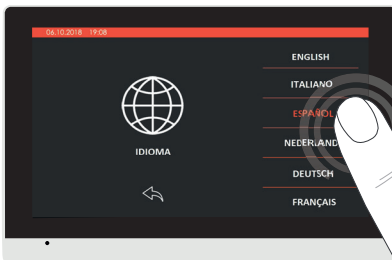 06.10.2018 19:08
ENGLISH
ITALIANO
ESPAÑOL
NEDERLAND
DEUTSCH
FRANÇAIS
IDIOMA